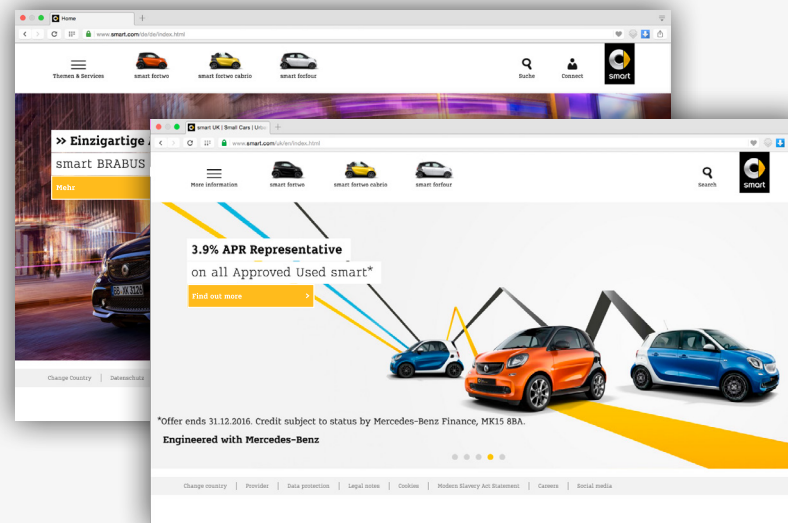 Home
www.smart.com/de/de/index.html
Themen & Services
smart fortwo
smart fortwo cabrio
smart forfour
Suche
Connect
smart
» Einzigartige
smart BRABUS
Mehr
Change Country
Datenschutz
smart UK | Small Cars | Urba
www.smart.com/uk/en/index.html
More information
smart fortwo
smart fortwo cabrio
smart forfour
Search
smart
3.9% APR Representative
on all Approved Used smart*
Find out more
*Offer ends 31.12.2016. Credit subject to status by Mercedes-Benz Finance, MK15 8BA.
Engineered with Mercedes-Benz
Change country | Provider | Data protection | Legal notes | Cookies | Modern Slavery Act Statement | Careers | Social media